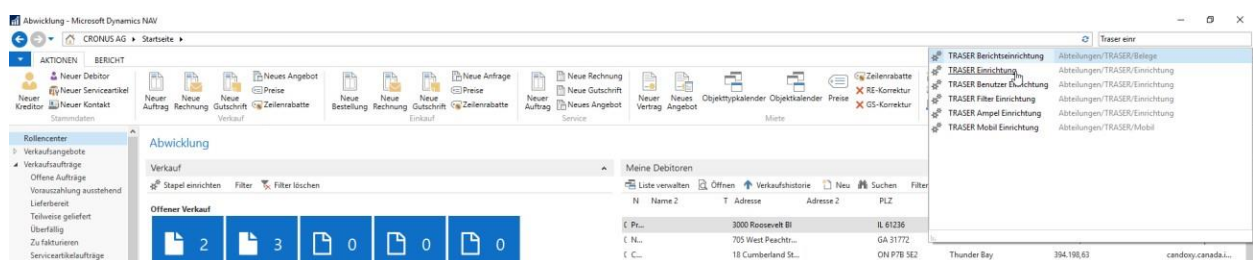 Abwicklung - Microsoft Dynamics NAV
CRONUS AG ▸ Startseite ▸
Traser einr
AKTIONEN BERICHT
Neuer Kreditor
Neuer Debitor
Neuer Serviceartikel
Neuer Kontakt
Stammdaten
Neuer Auftrag
Neue Rechnung
Neue Gutschrift
Neues Angebot
Preise
Zeilenrabatte
Verkauf
Neue Bestellung
Neue Rechnung
Neue Gutschrift
Neue Anfrage
Preise
Zeilenrabatte
Einkauf
Neuer Auftrag
Neue Rechnung
Neue Gutschrift
Neues Angebot
Service
Neuer Vertrag
Neues Angebot
Objekttypkalender
Objektkalender
Preise
Zeilenrabatte
RE-Korrektur
GS-Korrektur
Miete
TRASER Berichtseinrichtung Abteilungen/TRASER/Belege
TRASER Einrichtung Abteilungen/TRASER/Einrichtung
TRASER Benutzer Einrichtung Abteilungen/TRASER/Einrichtung
TRASER Filter Einrichtung Abteilungen/TRASER/Einrichtung
TRASER Ampel Einrichtung Abteilungen/TRASER/Einrichtung
TRASER Mobil Einrichtung Abteilungen/TRASER/Mobil
Rollencenter
Verkaufsangebote
Verkaufsaufträge
Offene Aufträge
Vorauszahlung ausstehend
Lieferbereit
Teilweise geliefert
Überfällig
Zu fakturieren
Serviceartikelaufträge
Abwicklung
Verkauf
Stapel einrichten Filter Filter löschen
Offener Verkauf
2 3 0 0 0
Meine Debitoren
Liste verwalten Öffnen Verkaufshistorie Neu Suchen Filter
N Name 2 T Adresse Adresse 2 PLZ
Pr... 3000 Roosevelt Bl IL 61236
N... 705 West Peachtr... GA 31772
C... 18 Cumberland St... ON P7B 5E2 Thunder Bay 394.198,63 candoxy.canada.i...